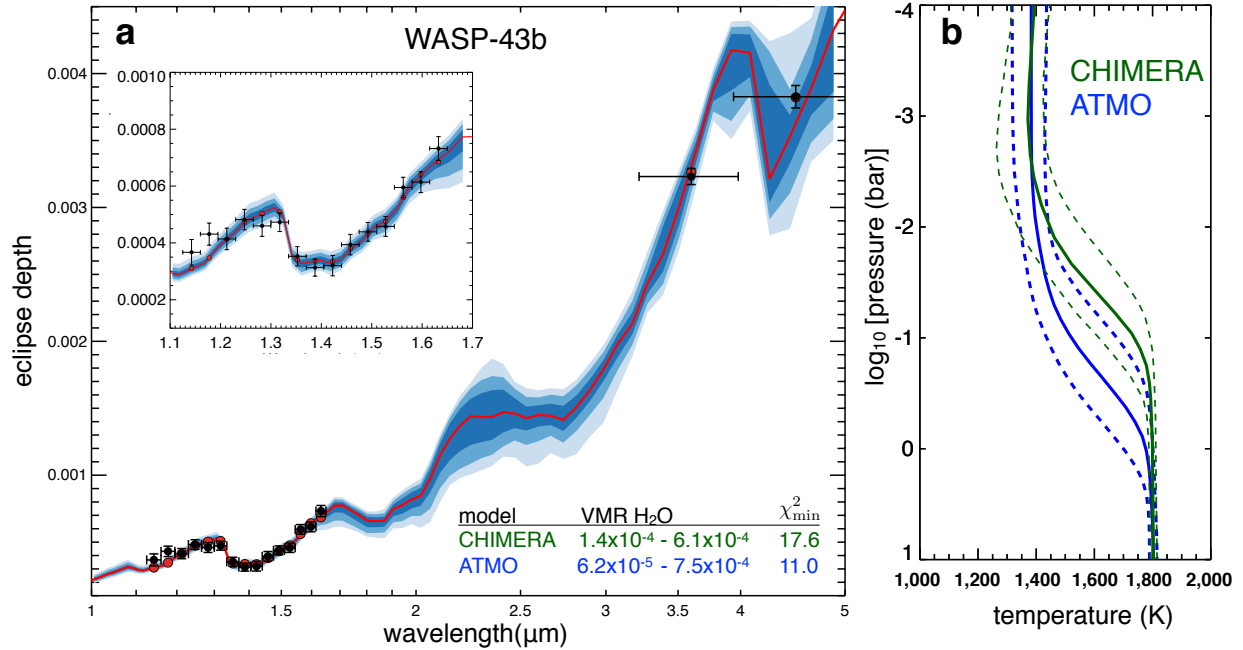 a
WASP-43b
eclipse depth
0.004
0.003
0.002
0.001
0.0010
0.0008
0.0006
0.0004
0.0002
1.1 1.2 1.3 1.4 1.5 1.6 1.7
model VMR H₂O χ²min
CHIMERA 1.4x10⁻⁴ - 6.1x10⁻⁴ 17.6
ATMO 6.2x10⁻⁵ - 7.5x10⁻⁴ 11.0
1 1.5 2 2.5 3 3.5 4 5
wavelength(μm)
b
CHIMERA
ATMO
log₁₀ [pressure (bar)]
-4
-3
-2
-1
0
1
1,000 1,200 1,400 1,600 1,800 2,000
temperature (K)